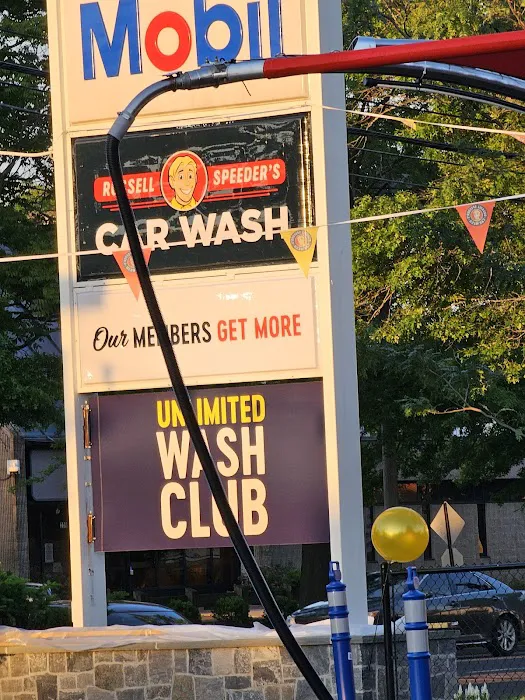 Mobil
RUSSELL SPEEDER'S
CAR WASH
Our MEMBERS GET MORE
UNLIMITED
WASH
CLUB